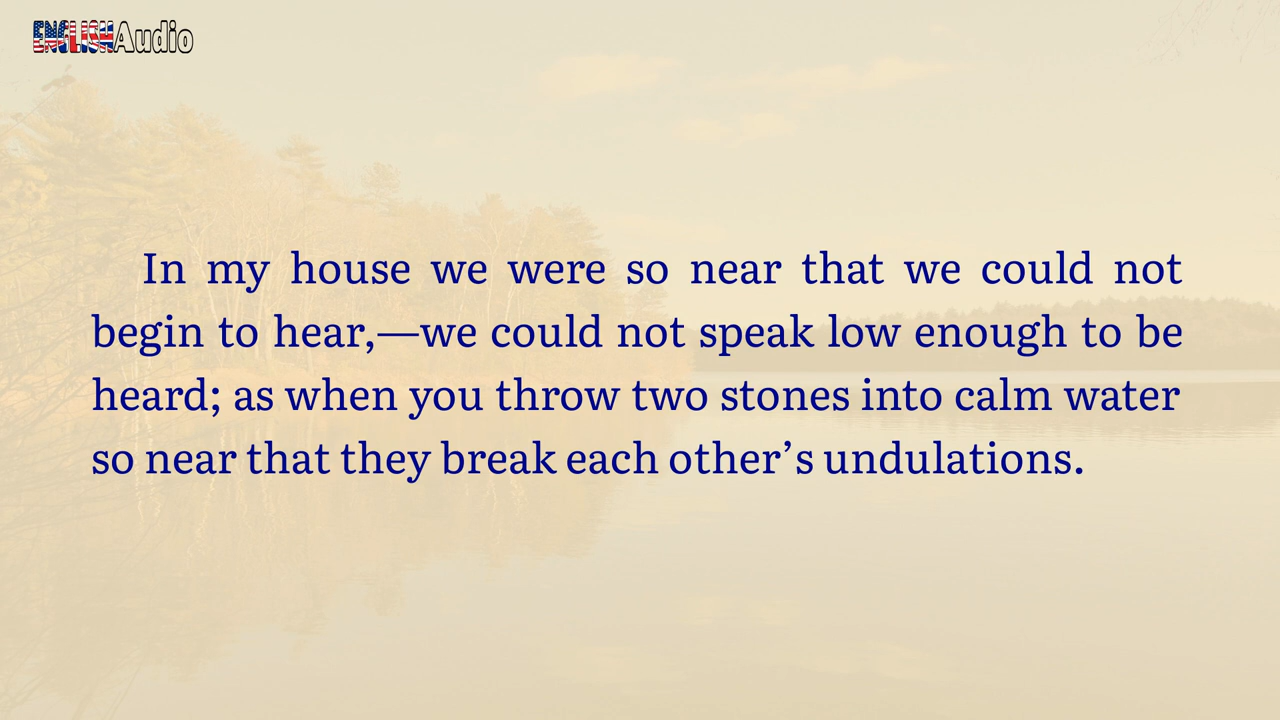 ENGLISHAudio
In my house we were so near that we could not
begin to hear,—we could not speak low enough to be
heard; as when you throw two stones into calm water
so near that they break each other’s undulations.